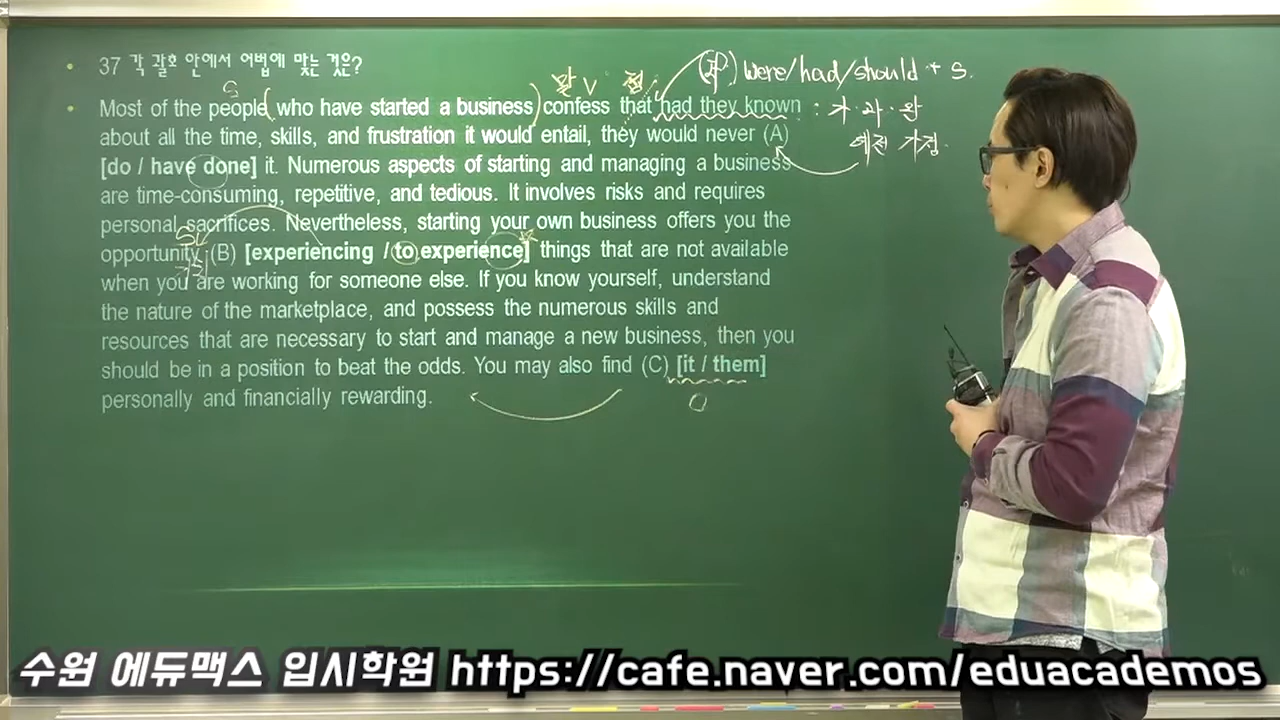 37 각 괄호 안에서 어법에 맞는 것은?
(if) Were/had/should + S.
S
Most of the people who have started a business confess that had they known
about all the time, skills, and frustration it would entail, they would never (A)
[do / have done] it. Numerous aspects of starting and managing a business
are time-consuming, repetitive, and tedious. It involves risks and requires
personal sacrifices. Nevertheless, starting your own business offers you the
opportunity (B) [experiencing / to experience] things that are not available
when you are working for someone else. If you know yourself, understand
the nature of the marketplace, and possess the numerous skills and
resources that are necessary to start and manage a new business, then you
should be in a position to beat the odds. You may also find (C) [it / them]
personally and financially rewarding.
: 가·과·완
O
수원 에듀맥스 입시학원 https://cafe.naver.com/eduacademos